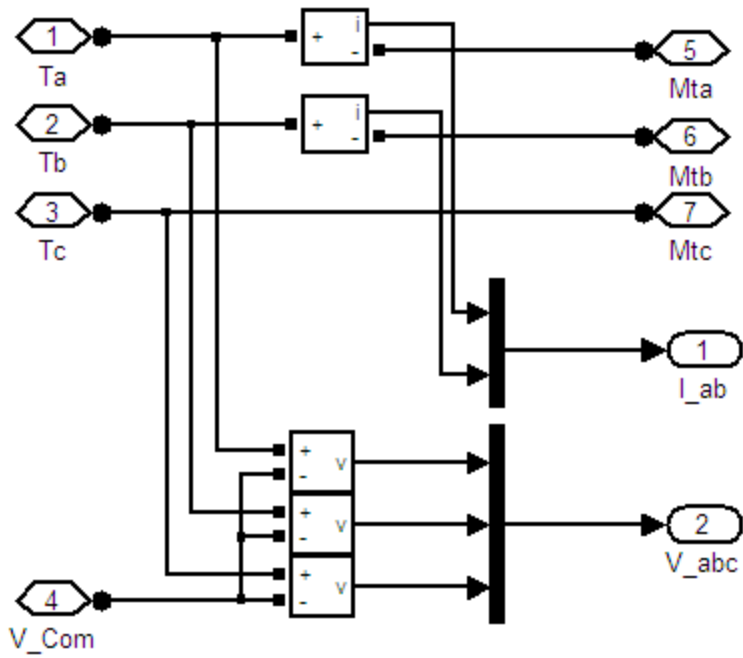 1
Ta
+
i
-
5
Mta
2
Tb
+
i
-
6
Mtb
3
Tc
7
Mtc
1
I_ab
+
-
v
+
-
v
+
-
v
2
V_abc
4
V_Com